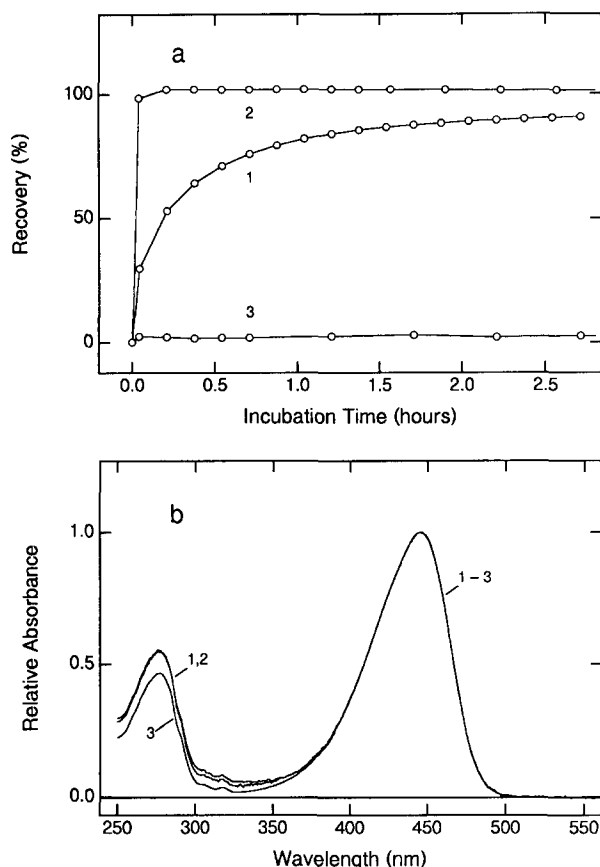 a
100
50
0
Recovery (%)
2
1
3
0.0 0.5 1.0 1.5 2.0 2.5
Incubation Time (hours)
b
1.0
0.5
0.0
Relative Absorbance
1 – 3
1,2
3
250 300 350 400 450 500 550
Wavelength (nm)